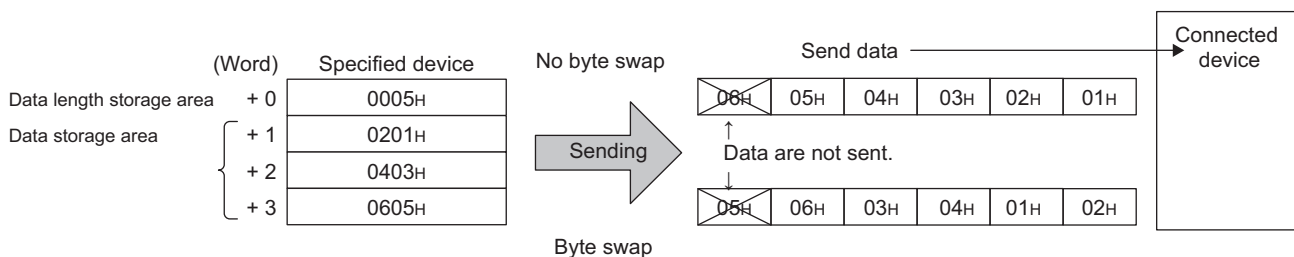 Send data
Connected
device
(Word) Specified device No byte swap
Data length storage area + 0 0005H 06H 05H 04H 03H 02H 01H
Data storage area + 1 0201H ↑
Sending Data are not sent.
+ 2 0403H ↓
+ 3 0605H 05H 06H 03H 04H 01H 02H
Byte swap